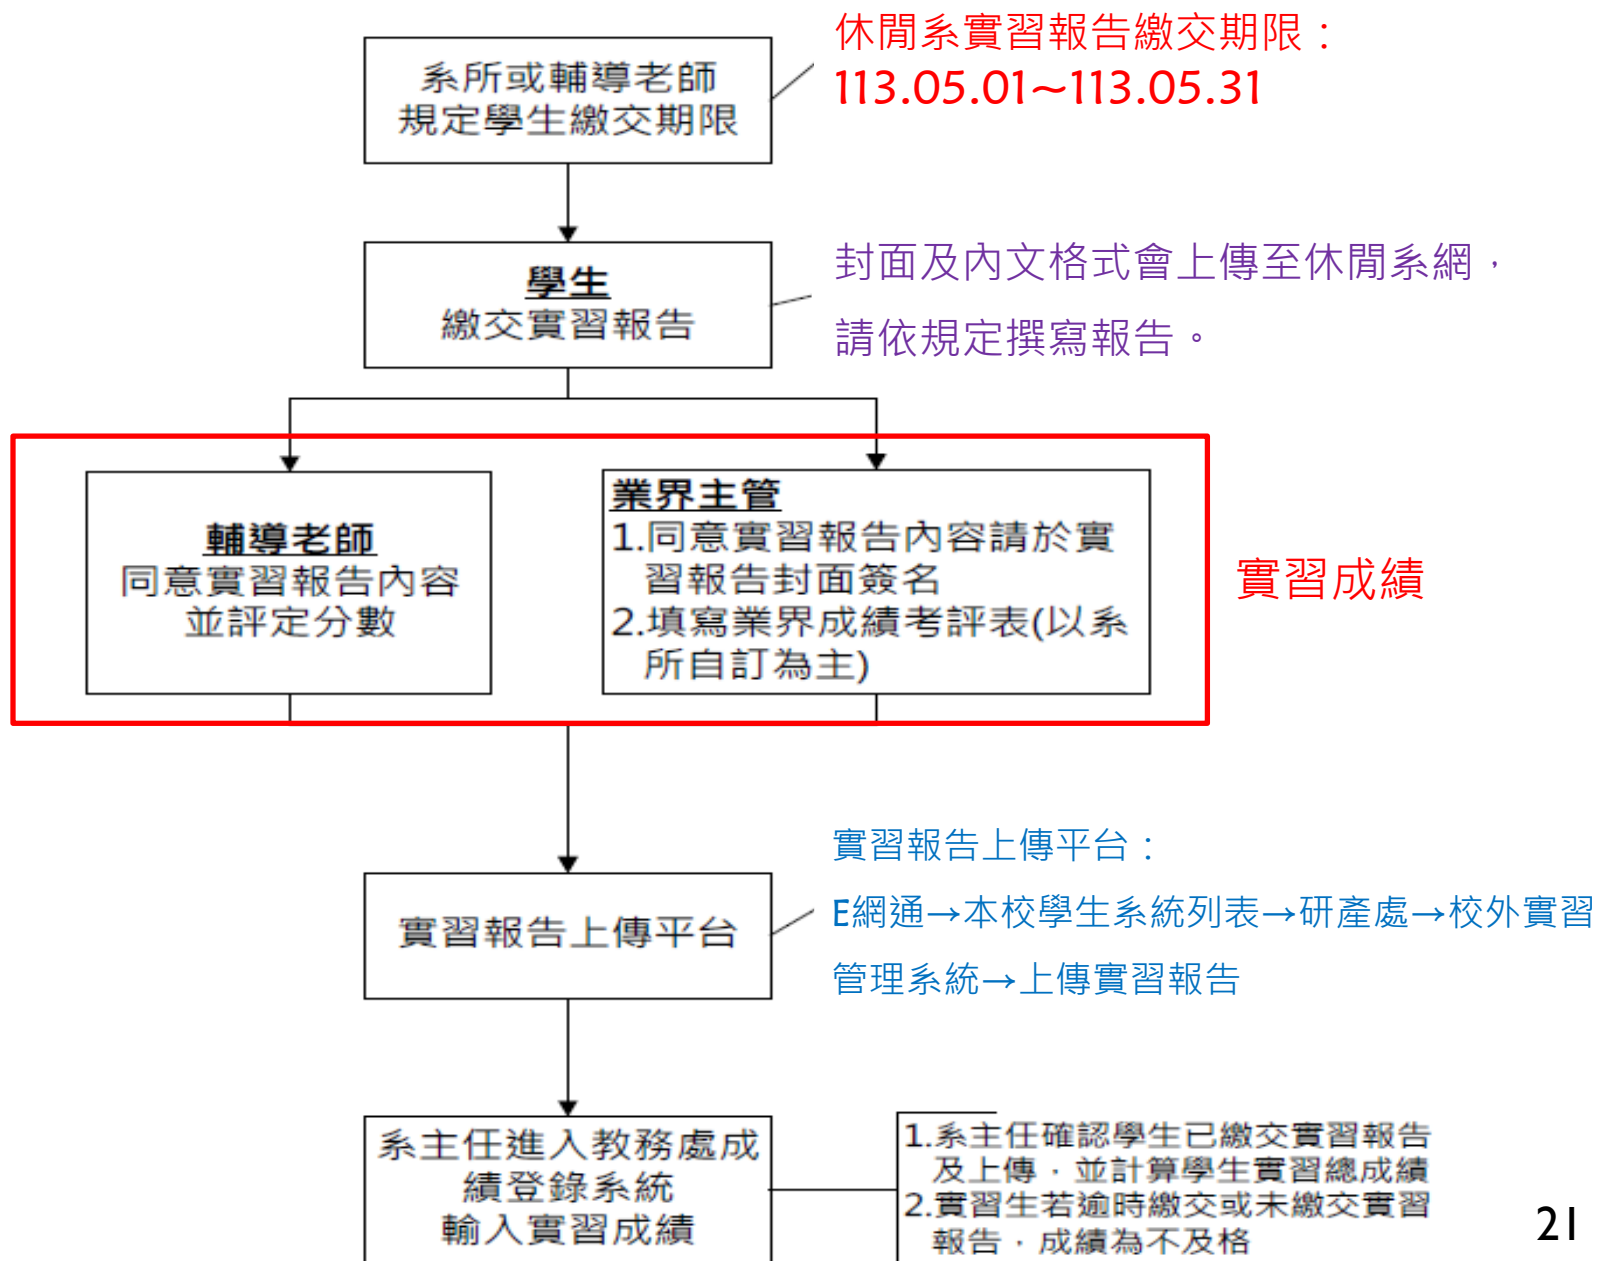 系所或輔導老師
規定學生繳交期限
休閒系實習報告繳交期限：
113.05.01~113.05.31
學生
繳交實習報告
封面及內文格式會上傳至休閒系網，
請依規定撰寫報告。
輔導老師
同意實習報告內容
並評定分數
業界主管
1.同意實習報告內容請於實
習報告封面簽名
2.填寫業界成績考評表(以系
所自訂為主)
實習成績
實習報告上傳平台
實習報告上傳平台：
E網通→本校學生系統列表→研產處→校外實習
管理系統→上傳實習報告
系主任進入教務處成
績登錄系統
輸入實習成績
1.系主任確認學生已繳交實習報告
及上傳，並計算學生實習總成績
2.實習生若逾時繳交或未繳交實習
報告，成績為不及格
21